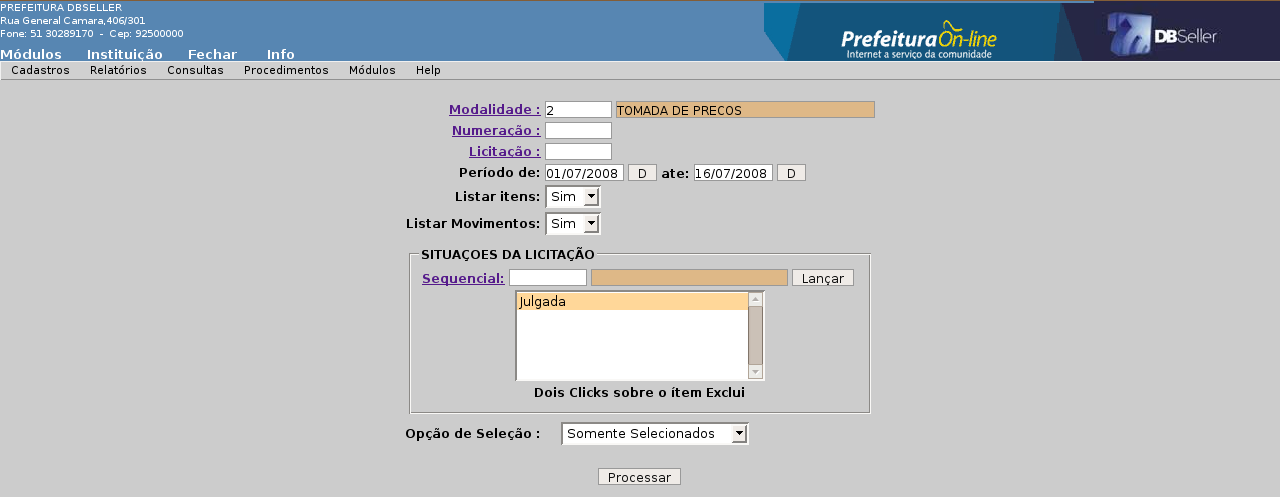 PREFEITURA DBSELLER
Rua General Camara,406/301
Fone: 51 30289170 - Cep: 92500000
Módulos Instituição Fechar Info
PrefeituraOn-line
Internet a serviço da comunidade
DBSeller
Cadastros Relatórios Consultas Procedimentos Módulos Help
Modalidade : 2 TOMADA DE PRECOS
Numeração :
Licitação :
Período de: 01/07/2008 D ate: 16/07/2008 D
Listar itens: Sim
Listar Movimentos: Sim
SITUAÇOES DA LICITAÇÃO
Sequencial: Lançar
Julgada
Dois Clicks sobre o ítem Exclui
Opção de Seleção : Somente Selecionados
Processar